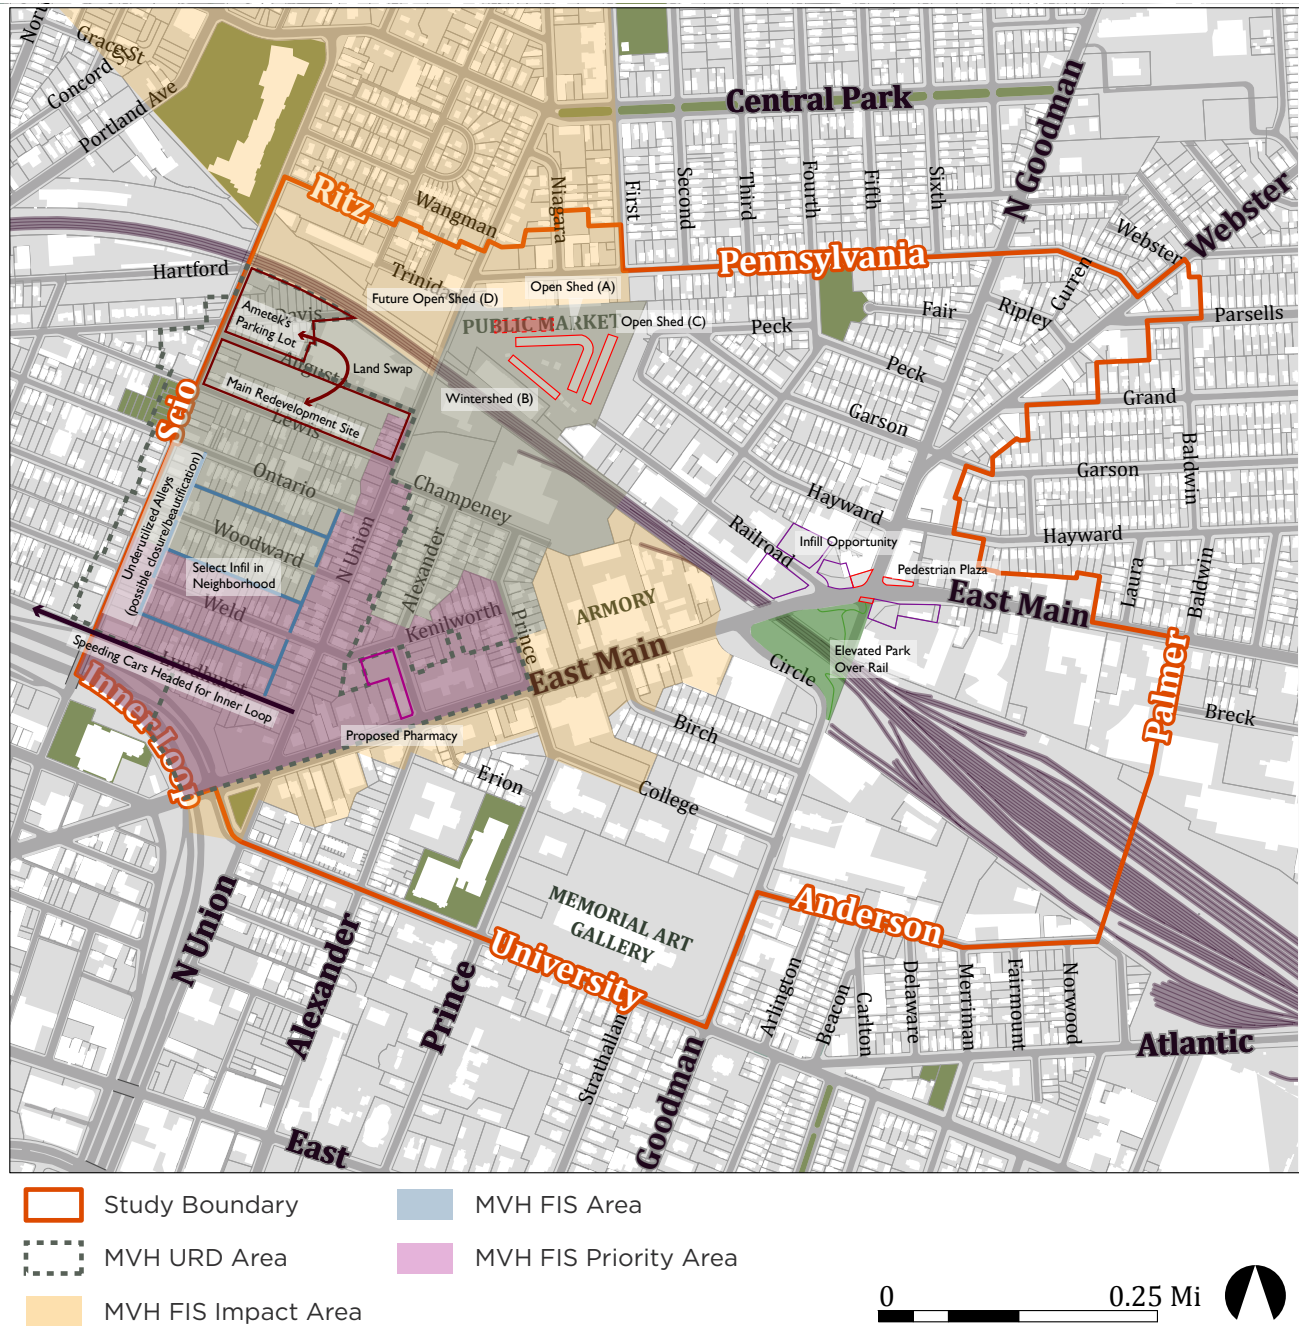 Grace St
St
Nort
Concord
Portland Ave
Central Park
N Goodman
Webster
Webster
Ritz
Wangman
Niagara
First
Second
Third
Fourth
Fifth
Sixth
Pennsylvania
Hartford
Trinid
Future Open Shed (D)
Open Shed (A)
PUBLIC MARKET
Open Shed (C)
Peck
Fair
Ripley
Curren
Parsells
Ametek's
Parking Lot
avis
August
Land Swap
Main Redevelopment Site
Wintershed (B)
Peck
Grand
Scio
Lewis
Garson
Baldwin
Ontario
Champeney
Garson
Underutilized Alleys
(possible closure/beautification)
Woodward
N Union
Alexander
Hayward
Railroad
Infill Opportunity
Hayward
Select Infil in
Neighborhood
Pedestrian Plaza
Laura
Baldwin
Weld
Kenilworth
Prince
ARMORY
East Main
East Main
Lyndhurst
Speeding Cars Headed for Inner Loop
Circle
Elevated Park
Over Rail
Palmer
Inner Loop
Proposed Pharmacy
Birch
Breck
Erion
College
N Union
Alexander
Prince
MEMORIAL ART
GALLERY
University
Anderson
Strathallan
Goodman
Arlington
Beacon
Carlton
Delaware
Merriman
Fairmount
Norwood
Atlantic
East
Study Boundary
MVH URD Area
MVH FIS Impact Area
MVH FIS Area
MVH FIS Priority Area
0 0.25 Mi